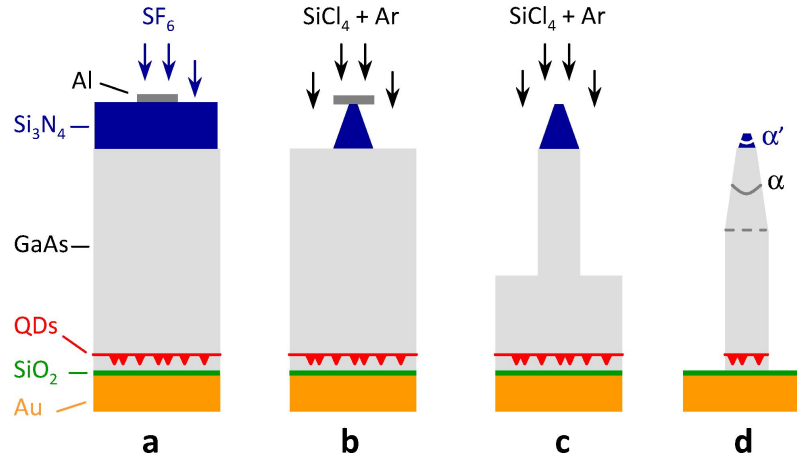 SF6
SiCl4 + Ar
SiCl4 + Ar
Al
Si3N4
α’
α
GaAs
QDs
SiO2
Au
a
b
c
d